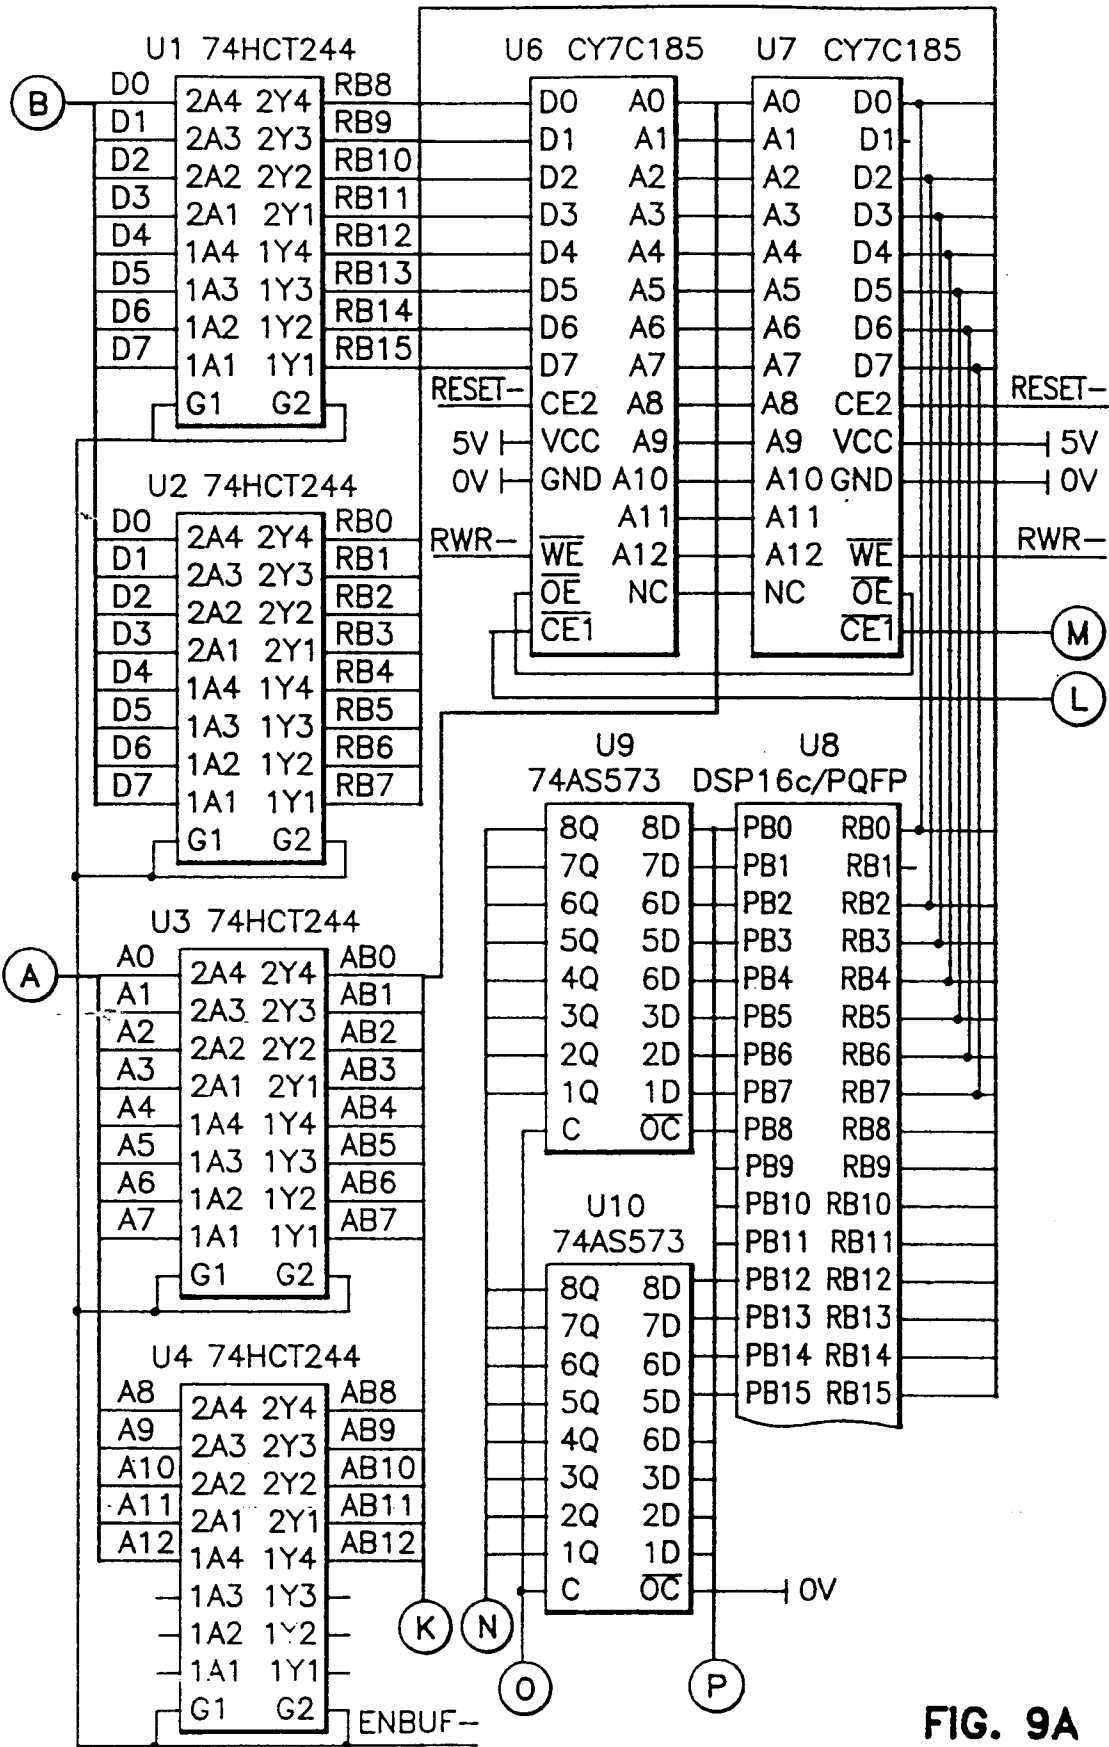 U1 74HCT244
B
D0 2A4 2Y4 RB8
D1 2A3 2Y3 RB9
D2 2A2 2Y2 RB10
D3 2A1 2Y1 RB11
D4 1A4 1Y4 RB12
D5 1A3 1Y3 RB13
D6 1A2 1Y2 RB14
D7 1A1 1Y1 RB15
G1 G2
U2 74HCT244
D0 2A4 2Y4 RB0
D1 2A3 2Y3 RB1
D2 2A2 2Y2 RB2
D3 2A1 2Y1 RB3
D4 1A4 1Y4 RB4
D5 1A3 1Y3 RB5
D6 1A2 1Y2 RB6
D7 1A1 1Y1 RB7
G1 G2
U3 74HCT244
A
A0 2A4 2Y4 AB0
A1 2A3 2Y3 AB1
A2 2A2 2Y2 AB2
A3 2A1 2Y1 AB3
A4 1A4 1Y4 AB4
A5 1A3 1Y3 AB5
A6 1A2 1Y2 AB6
A7 1A1 1Y1 AB7
G1 G2
U4 74HCT244
A8 2A4 2Y4 AB8
A9 2A3 2Y3 AB9
A10 2A2 2Y2 AB10
A11 2A1 2Y1 AB11
A12 1A4 1Y4 AB12
1A3 1Y3
1A2 1Y2
1A1 1Y1
G1 G2
ENBUF-
K
U6 CY7C185
D0 A0
D1 A1
D2 A2
D3 A3
D4 A4
D5 A5
D6 A6
D7 A7
RESET- CE2 A8
5V VCC A9
0V GND A10
A11
RWR- WE A12
OE NC
CE1
U7 CY7C185
A0 D0
A1 D1
A2 D2
A3 D3
A4 D4
A5 D5
A6 D6
A7 D7
A8 CE2 RESET-
A9 VCC 5V
A10 GND 0V
A11
A12 WE RWR-
NC OE
CE1 M
L
U9
74AS573
8Q 8D
7Q 7D
6Q 6D
5Q 5D
4Q 6D
3Q 3D
2Q 2D
1Q 1D
C OC
U8
DSP16c/PQFP
PB0 RB0
PB1 RB1
PB2 RB2
PB3 RB3
PB4 RB4
PB5 RB5
PB6 RB6
PB7 RB7
PB8 RB8
PB9 RB9
PB10 RB10
PB11 RB11
PB12 RB12
PB13 RB13
PB14 RB14
PB15 RB15
U10
74AS573
8Q 8D
7Q 7D
6Q 6D
5Q 5D
4Q 6D
3Q 3D
2Q 2D
1Q 1D
C OC 0V
N
O
P
FIG. 9A